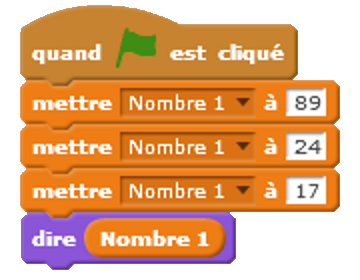 quand est cliqué
mettre Nombre 1 à 89
mettre Nombre 1 à 24
mettre Nombre 1 à 17
dire Nombre 1